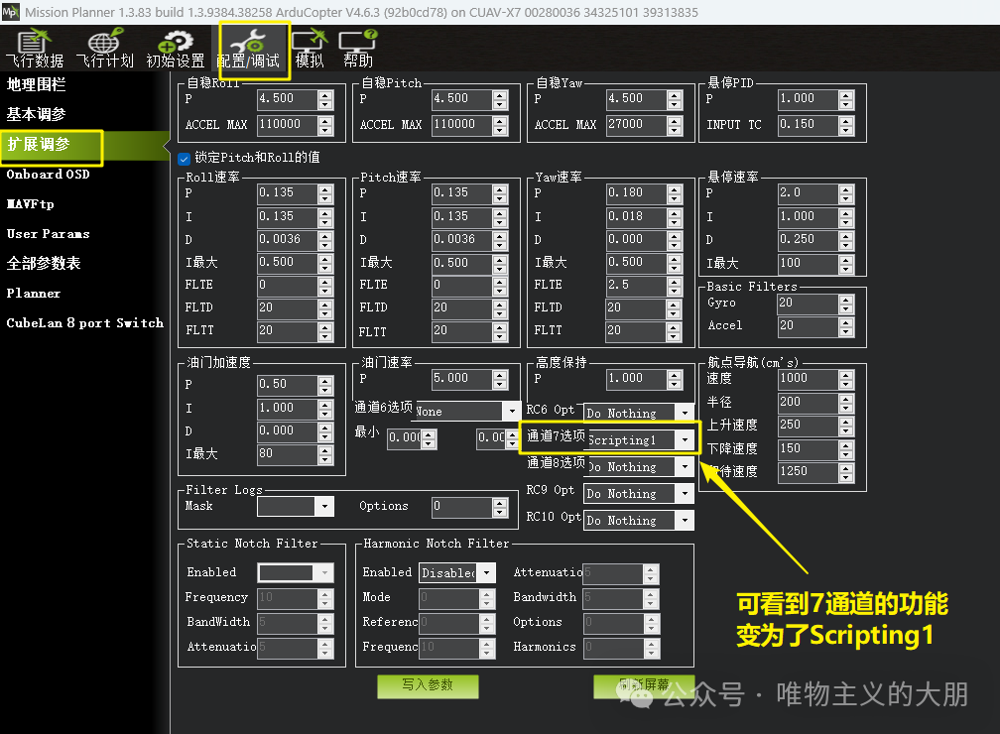 Mission Planner 1.3.83 build 1.3.9384.38258 ArduCopter V4.6.3 (92b0cd78) on CUAV-X7 00280036 34325101 39313835
飞行数据 飞行计划 初始设置 配置/调试 模拟 帮助
地理围栏
基本调参
扩展调参
Onboard OSD
MAVFtp
User Params
全部参数表
Planner
CubeLan 8 port Switch
自稳Roll
P 4.500
ACCEL MAX 110000
自稳Pitch
P 4.500
ACCEL MAX 110000
自稳Yaw
P 4.500
ACCEL MAX 27000
悬停PID
P 1.000
INPUT TC 0.150
锁定Pitch和Roll的值
Roll速率
P 0.135
I 0.135
D 0.0036
I最大 0.500
FLTE 0
FLTD 20
FLTT 20
Pitch速率
P 0.135
I 0.135
D 0.0036
I最大 0.500
FLTE 0
FLTD 20
FLTT 20
Yaw速率
P 0.180
I 0.018
D 0.000
I最大 0.500
FLTE 2.5
FLTD 20
FLTT 20
悬停速率
P 2.0
I 1.000
D 0.250
I最大 100
Basic Filters
Gyro 20
Accel 20
油门加速度
P 0.50
I 1.000
D 0.000
I最大 80
油门速率
P 5.000
高度保持
P 1.000
航点导航(cm's)
速度 1000
半径 200
上升速度 250
下降速度 150
待速度 1250
通道6选项 None
最小 0.000 0.00
RC6 Opt Do Nothing
通道7选项 Scripting1
通道8选项 Do Nothing
RC9 Opt Do Nothing
RC10 Opt Do Nothing
Filter Logs
Mask
Options 0
Static Notch Filter
Enabled
Frequency 10
BandWidth 5
Attenuatio 5
Harmonic Notch Filter
Enabled Disable
Mode 0
Referenc 0
Frequenc 10
Attenuatio 5
Bandwidth 5
Options 0
Harmonics 0
写入参数
刷新屏幕
可看到7通道的功能
变为了Scripting1
公众号 · 唯物主义的大朋